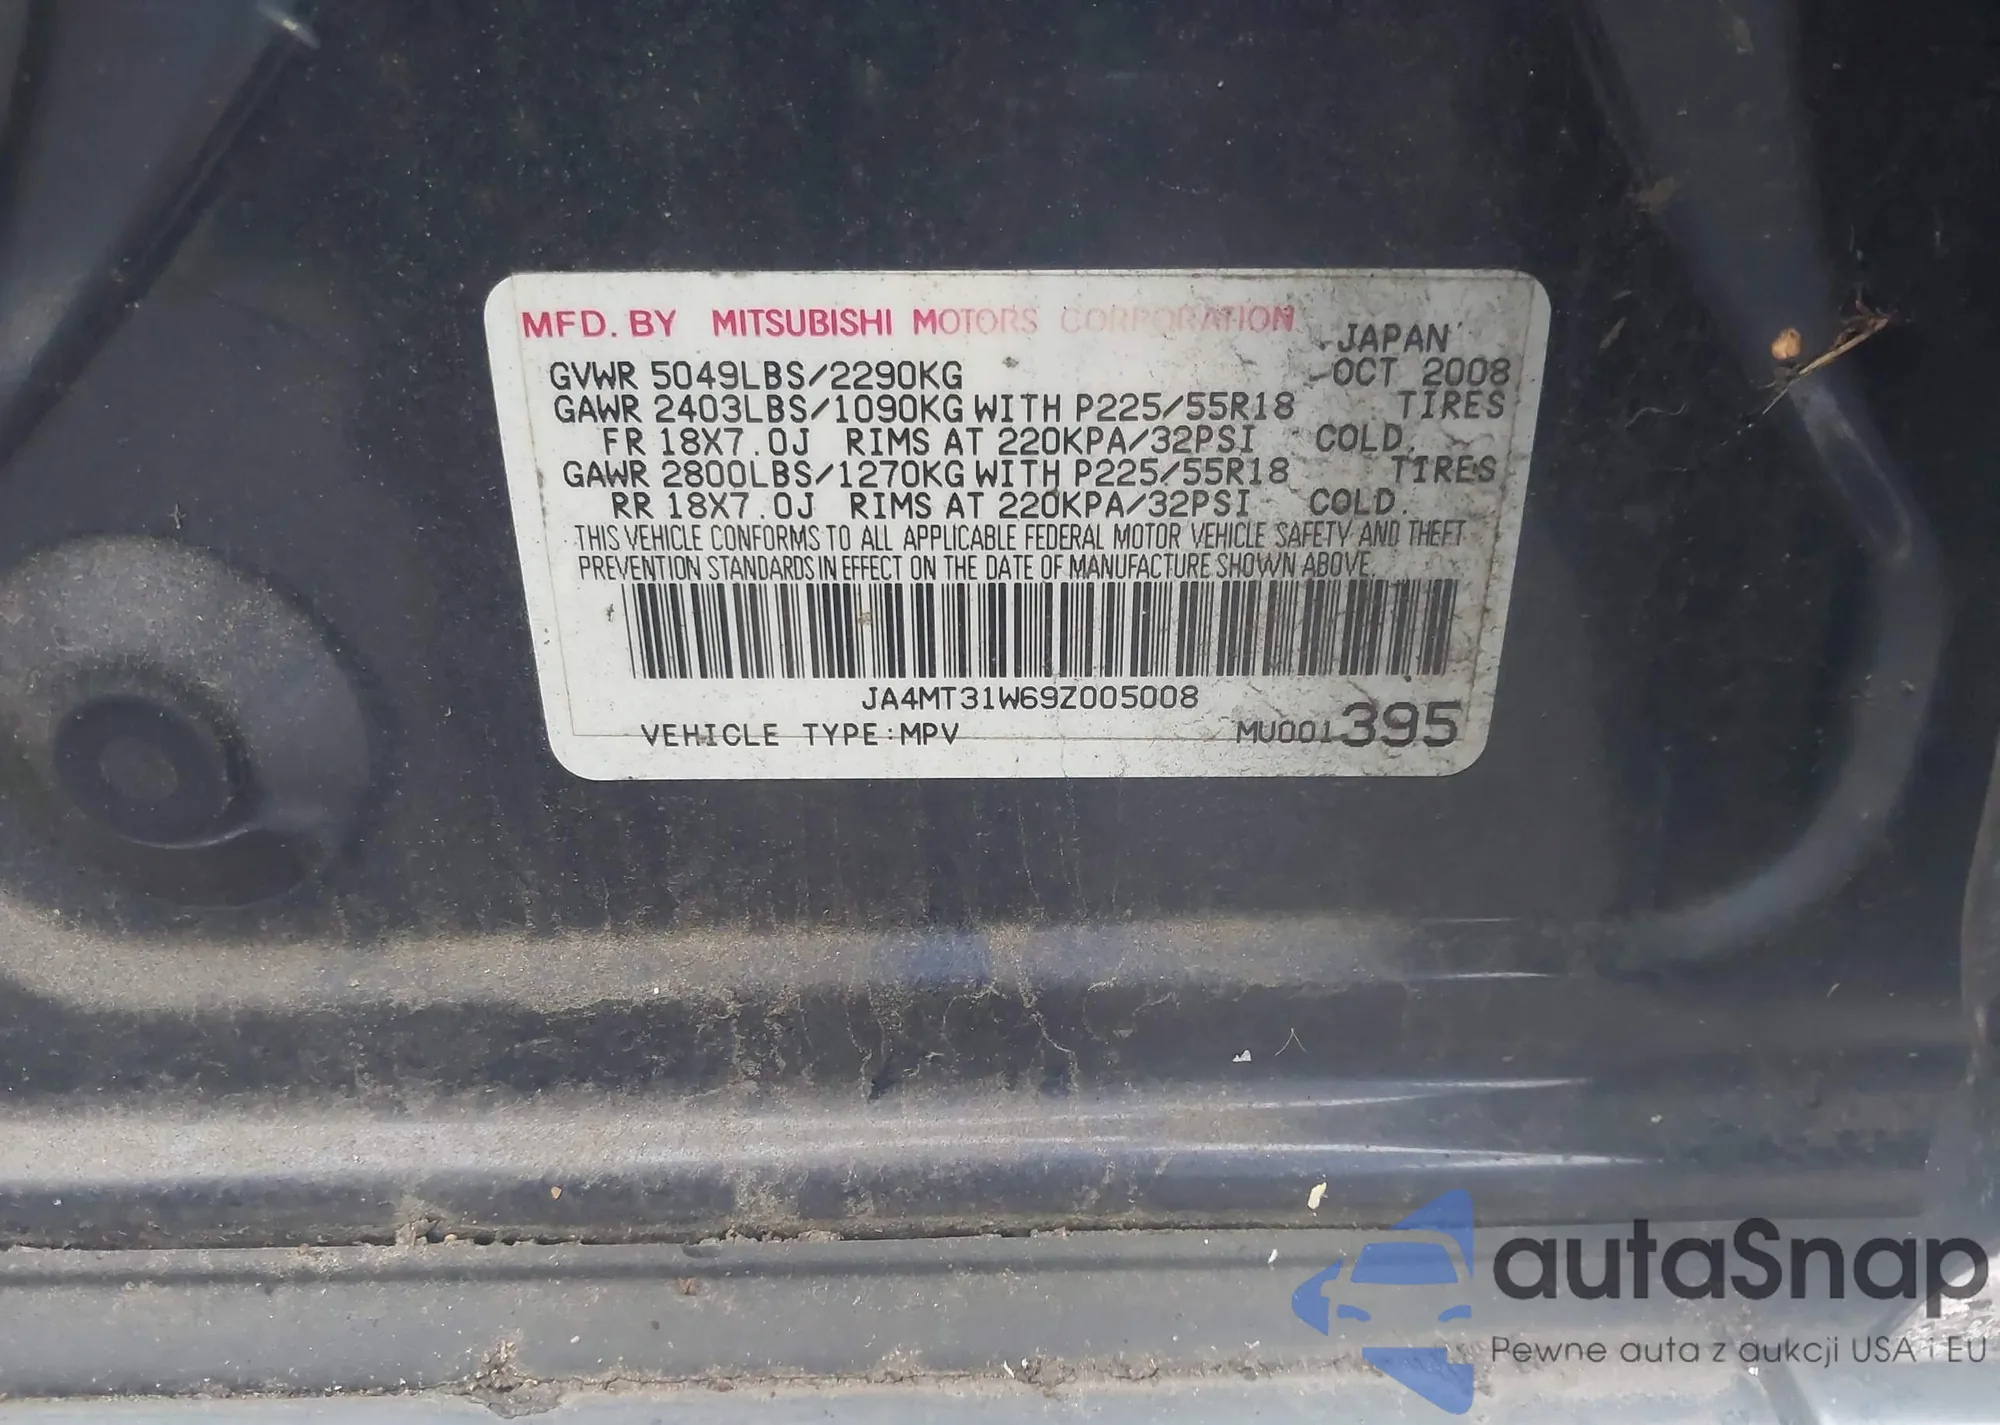 MFD. BY MITSUBISHI MOTORS CORPORATION
JAPAN
GVWR 5049LBS/2290KG OCT 2008
GAWR 2403LBS/1090KG WITH P225/55R18 TIRES
FR 18X7.0J RIMS AT 220KPA/32PSI COLD.
GAWR 2800LBS/1270KG WITH P225/55R18 TIRES
RR 18X7.0J RIMS AT 220KPA/32PSI COLD.
THIS VEHICLE CONFORMS TO ALL APPLICABLE FEDERAL MOTOR VEHICLE SAFETY AND THEFT
PREVENTION STANDARDS IN EFFECT ON THE DATE OF MANUFACTURE SHOWN ABOVE.
JA4MT31W69Z005008
VEHICLE TYPE:MPV MU001395
autaSnap
Pewne auta z aukcji USA i EU